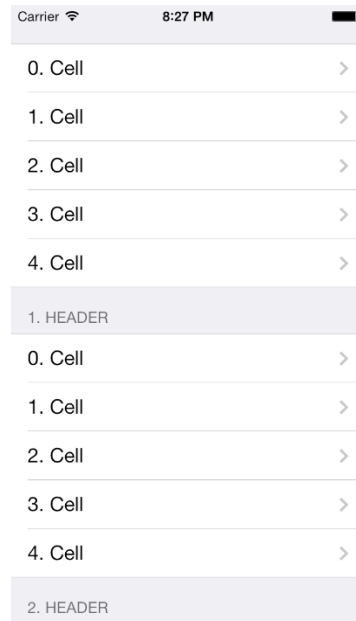 Carrier 8:27 PM
0. Cell
1. Cell
2. Cell
3. Cell
4. Cell
1. HEADER
0. Cell
1. Cell
2. Cell
3. Cell
4. Cell
2. HEADER